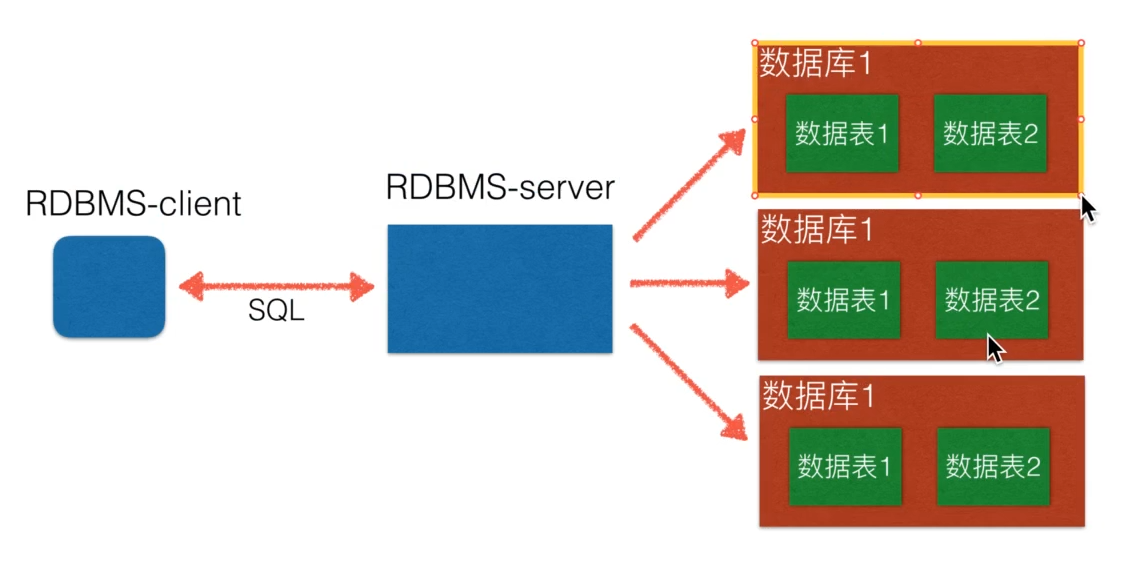 RDBMS-client
SQL
RDBMS-server
数据库1
数据表1
数据表2
数据库1
数据表1
数据表2
数据库1
数据表1
数据表2